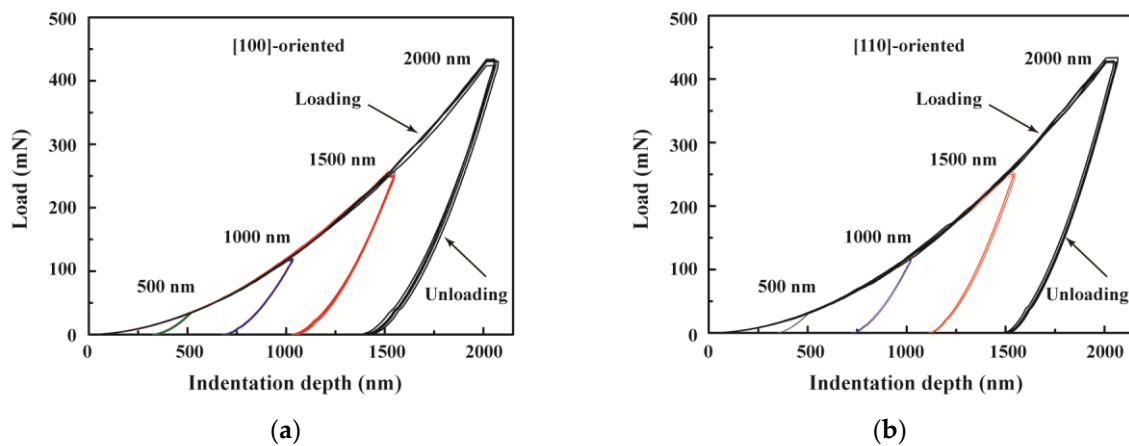 [100]-oriented
2000 nm
Loading
1500 nm
1000 nm
500 nm
Unloading
Load (mN)
500
400
300
200
100
0
0 500 1000 1500 2000
Indentation depth (nm)
(a)
[110]-oriented
2000 nm
Loading
1500 nm
1000 nm
500 nm
Unloading
Load (mN)
500
400
300
200
100
0
0 500 1000 1500 2000
Indentation depth (nm)
(b)